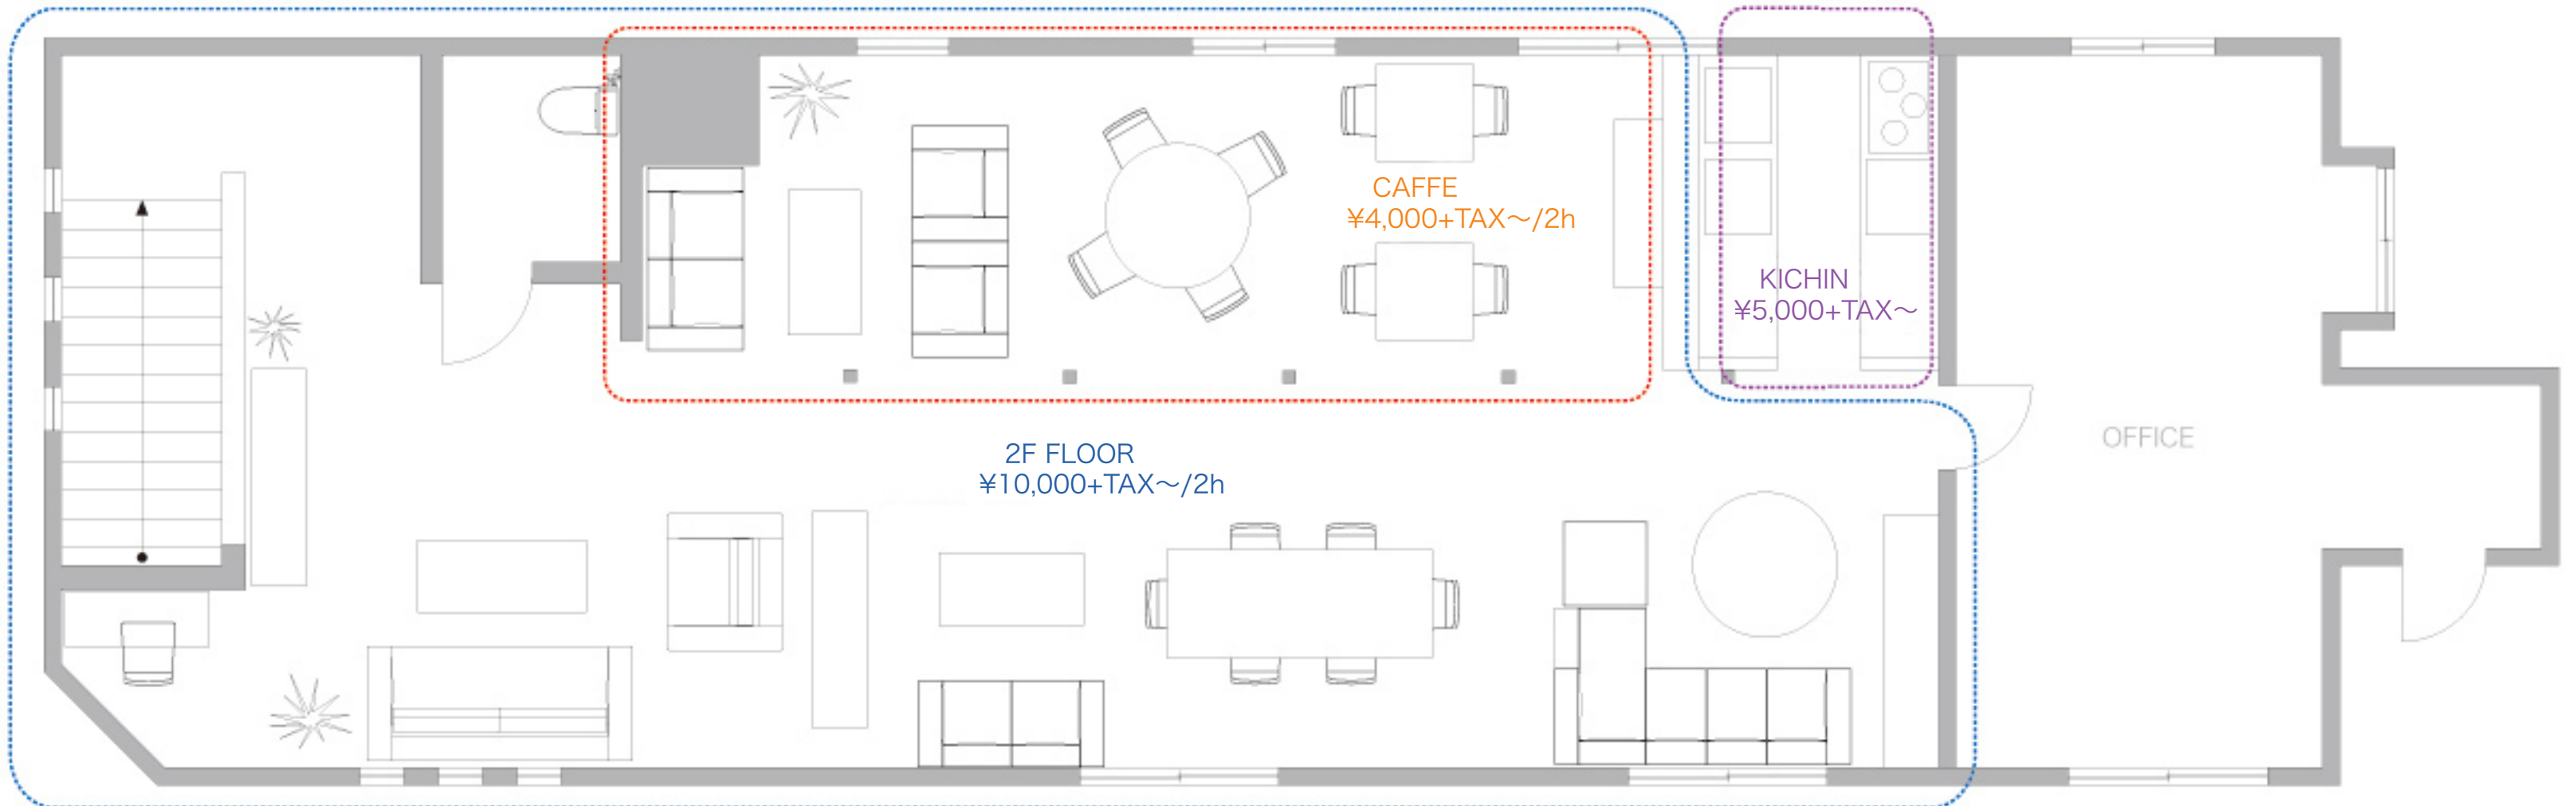 CAFFE
¥4,000+TAX～/2h
KICHIN
¥5,000+TAX～
OFFICE
2F FLOOR
¥10,000+TAX～/2h